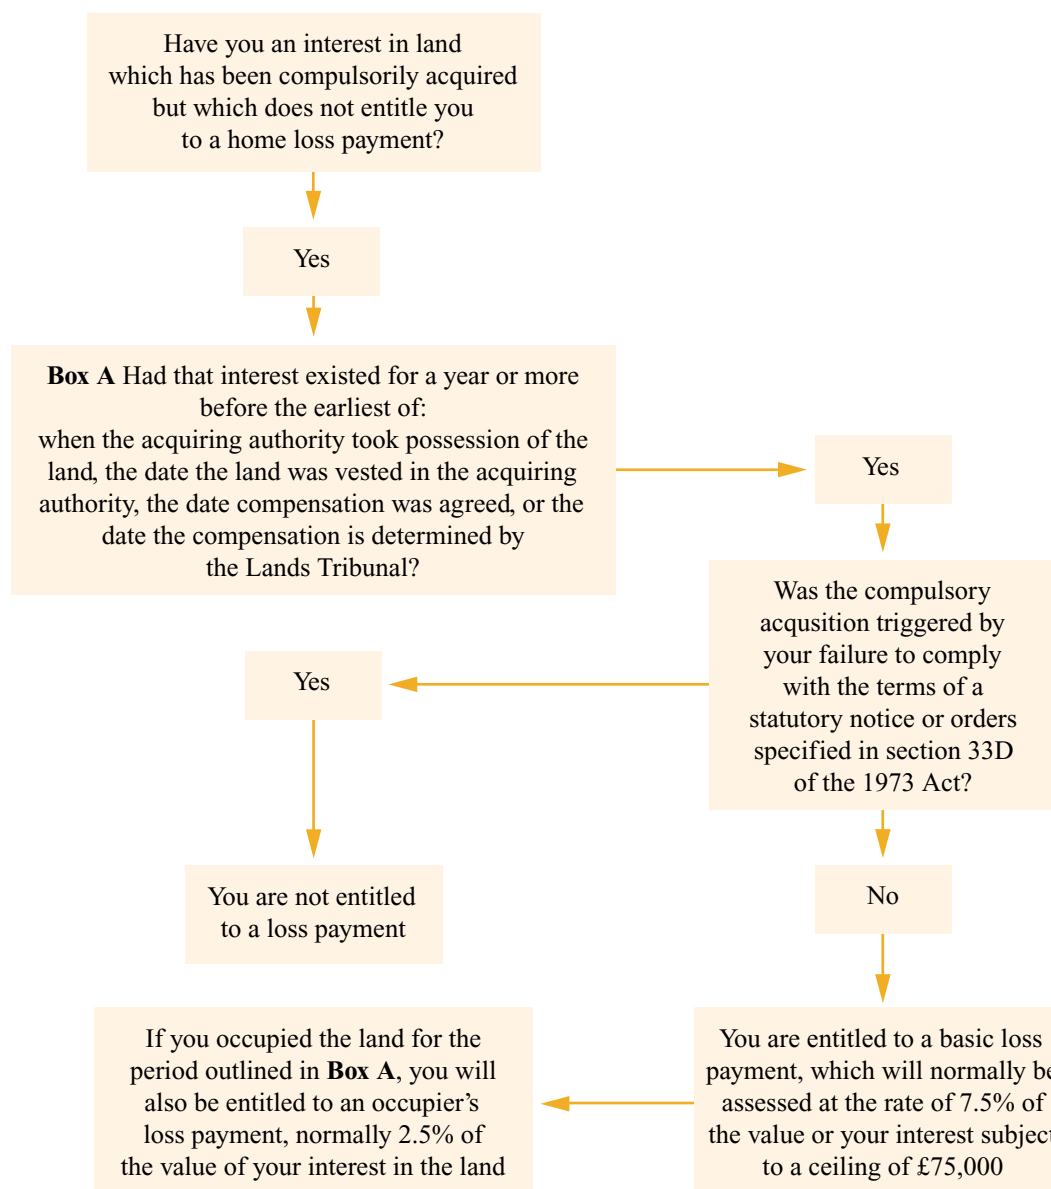 Have you an interest in land
which has been compulsorily acquired
but which does not entitle you
to a home loss payment?
Yes
Box A Had that interest existed for a year or more
before the earliest of:
when the acquiring authority took possession of the
land, the date the land was vested in the acquiring
authority, the date compensation was agreed, or the
date the compensation is determined by
the Lands Tribunal?
Yes
Was the compulsory
acqusition triggered by
your failure to comply
with the terms of a
statutory notice or orders
specified in section 33D
of the 1973 Act?
Yes
You are not entitled
to a loss payment
No
You are entitled to a basic loss
payment, which will normally be
assessed at the rate of 7.5% of
the value or your interest subject
to a ceiling of £75,000
If you occupied the land for the
period outlined in Box A, you will
also be entitled to an occupier's
loss payment, normally 2.5% of
the value of your interest in the land